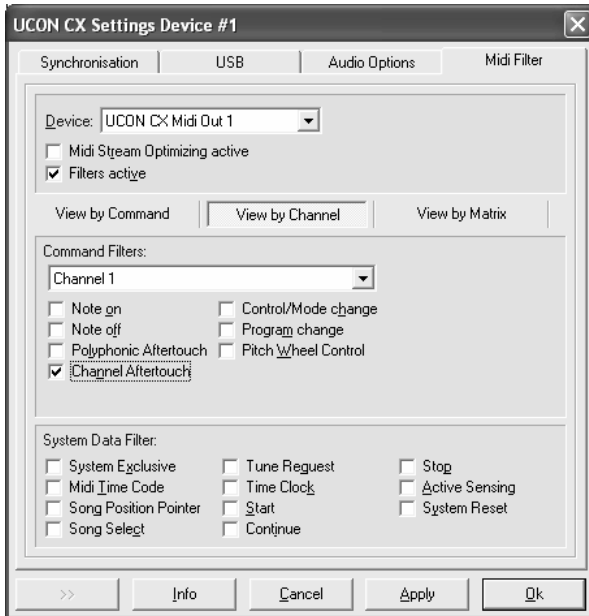 UCON CX Settings Device #1
Synchronisation USB Audio Options Midi Filter
Device: UCON CX Midi Out 1
Midi Stream Optimizing active
Filters active
View by Command View by Channel View by Matrix
Command Filters:
Channel 1
Note on Control/Mode change
Note off Program change
Polyphonic Aftertouch Pitch Wheel Control
Channel Aftertouch
System Data Filter:
System Exclusive Tune Request Stop
Midi Time Code Time Clock Active Sensing
Song Position Pointer Start System Reset
Song Select Continue
>> Info Cancel Apply Ok